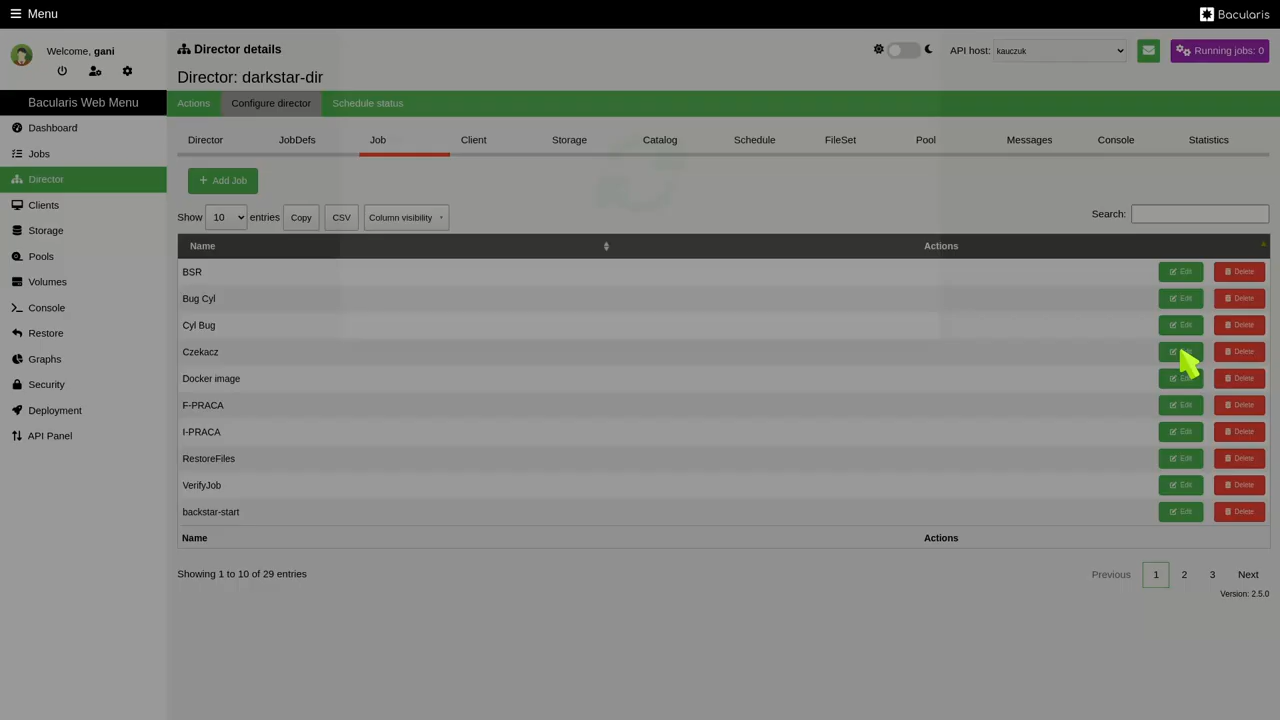 Menu
Bacularis
Welcome, gani
Director details
API host: kauczuk
Running jobs: 0
Director: darkstar-dir
Bacularis Web Menu
Actions Configure director Schedule status
Dashboard
Jobs
Director
Clients
Storage
Pools
Volumes
Console
Restore
Graphs
Security
Deployment
API Panel
Director JobDefs Job Client Storage Catalog Schedule FileSet Pool Messages Console Statistics
+ Add Job
Show 10 entries Copy CSV Column visibility
Search:
Name Actions
BSR Edit Delete
Bug Cyl Edit Delete
Cyl Bug Edit Delete
Czekacz Delete
Docker image Edit Delete
F-PRACA Edit Delete
I-PRACA Edit Delete
RestoreFiles Edit Delete
VerifyJob Edit Delete
backstar-start Edit Delete
Name Actions
Showing 1 to 10 of 29 entries
Previous 1 2 3 Next
Version: 2.5.0